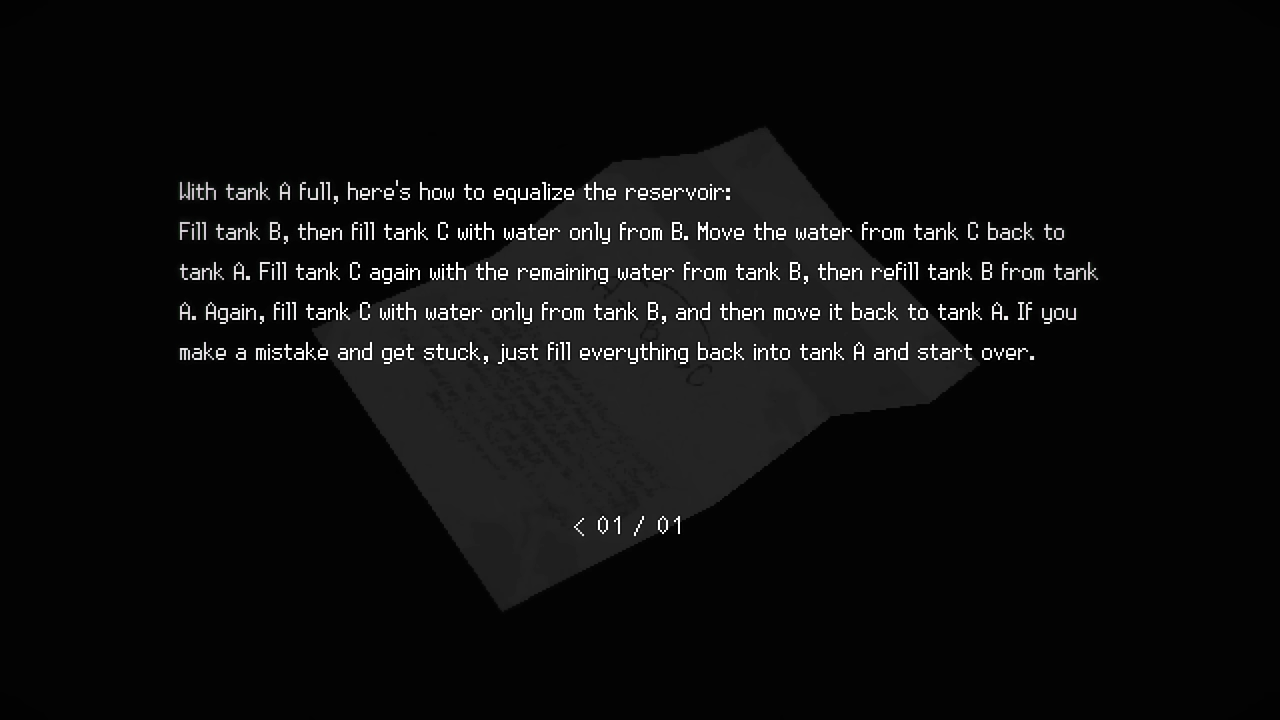 With tank A full, here's how to equalize the reservoir:
Fill tank B, then fill tank C with water only from B. Move the water from tank C back to
tank A. Fill tank C again with the remaining water from tank B, then refill tank B from tank
A. Again, fill tank C with water only from tank B, and then move it back to tank A. If you
make a mistake and get stuck, just fill everything back into tank A and start over.
C
< 01 / 01